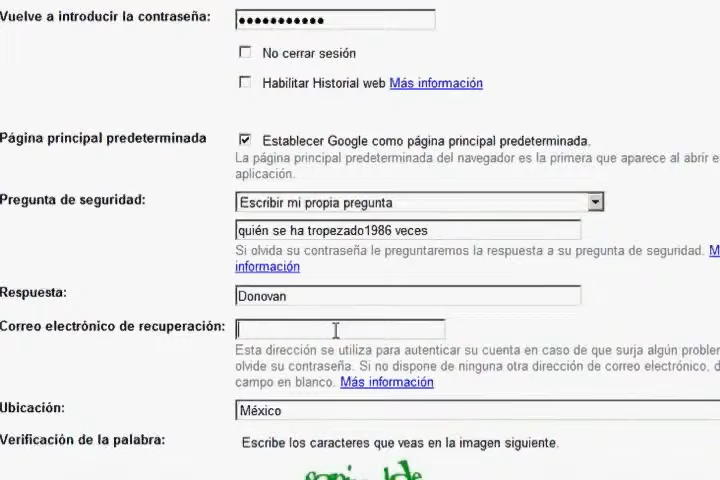 Vuelve a introducir la contraseña: ●●●●●●●●●●●
No cerrar sesión
Habilitar Historial web Más información
Página principal predeterminada Establecer Google como página principal predeterminada.
La página principal predeterminada del navegador es la primera que aparece al abrir e
aplicación.
Pregunta de seguridad: Escribir mi propia pregunta
quién se ha tropezado1986 veces
Si olvida su contraseña le preguntaremos la respuesta a su pregunta de seguridad. M
información
Respuesta: Donovan
Correo electrónico de recuperación:
Esta dirección se utiliza para autenticar su cuenta en caso de que surja algún probler
olvide su contraseña. Si no dispone de ninguna otra dirección de correo electrónico, d
campo en blanco. Más información
Ubicación: México
Verificación de la palabra: Escribe los caracteres que veas en la imagen siguiente.